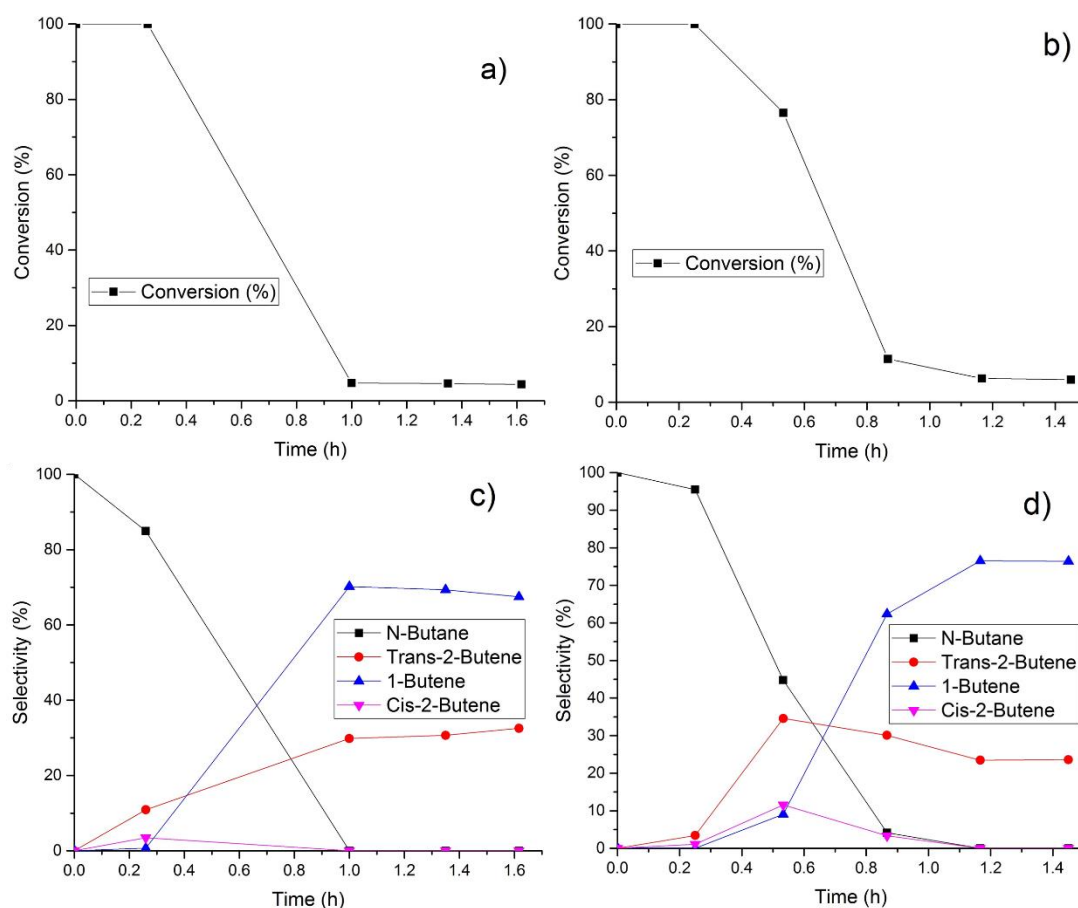 a)
Conversion (%)
100
80
60
40
20
0
Conversion (%)
0.0 0.2 0.4 0.6 0.8 1.0 1.2 1.4 1.6
Time (h)
b)
Conversion (%)
100
80
60
40
20
0
Conversion (%)
0.0 0.2 0.4 0.6 0.8 1.0 1.2 1.4
Time (h)
c)
Selectivity (%)
100
80
60
40
20
0
N-Butane
Trans-2-Butene
1-Butene
Cis-2-Butene
0.0 0.2 0.4 0.6 0.8 1.0 1.2 1.4 1.6
Time (h)
d)
Selectivity (%)
100
90
80
70
60
50
40
30
20
10
0
N-Butane
Trans-2-Butene
1-Butene
Cis-2-Butene
0.0 0.2 0.4 0.6 0.8 1.0 1.2 1.4
Time (h)